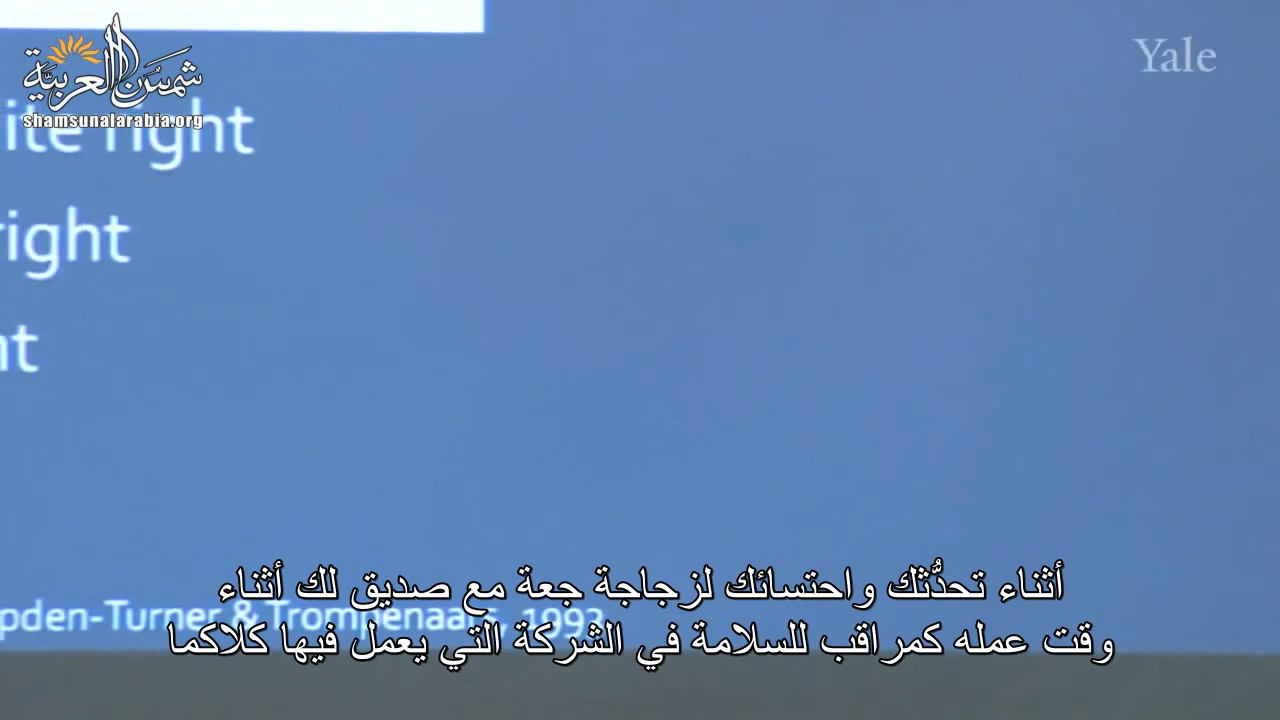 Yale
شمس العربية
shamsunalarabia.org
ite right
right
nt
pden-Turner & Trompenaars, 1993
أثناء تحدُّثك واحتسائك لزجاجة جعة مع صديق لك أثناء
وقت عمله كمراقب للسلامة في الشركة التي يعمل فيها كلاكما